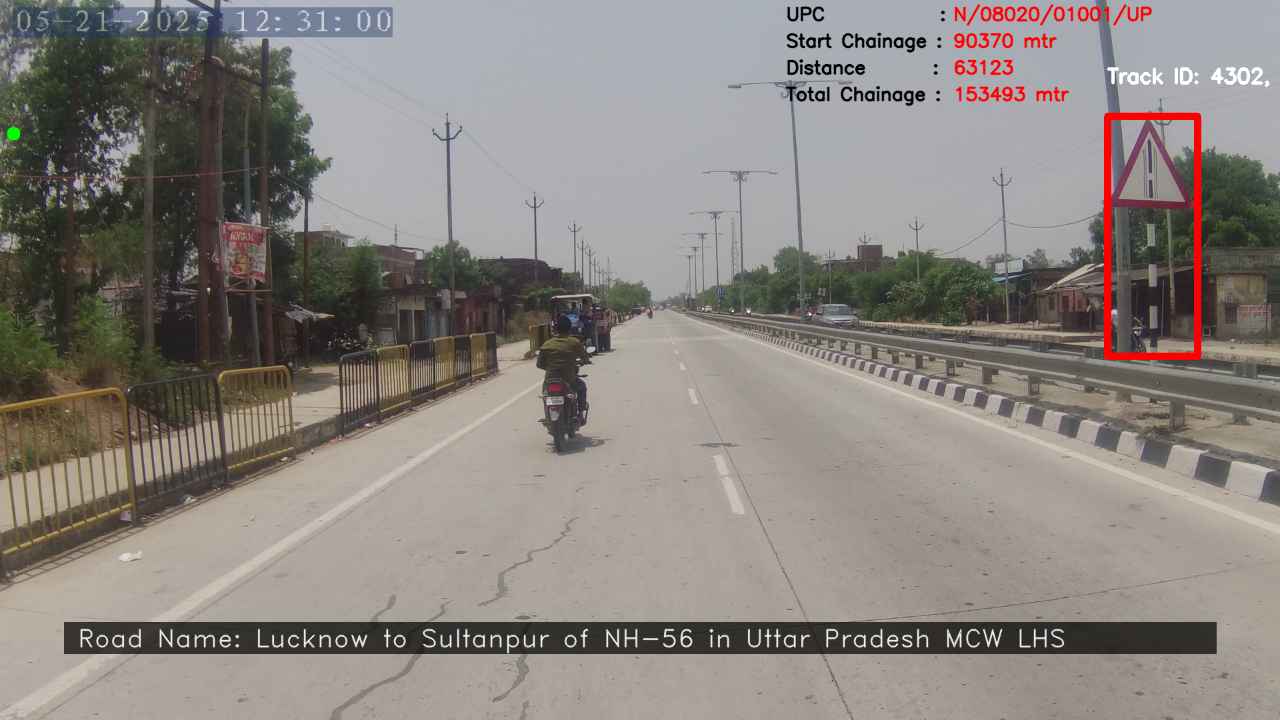 05-21-2025 12:31:00
UPC : N/08020/01001/UP
Start Chainage : 90370 mtr
Distance : 63123
Total Chainage : 153493 mtr
Track ID: 4302,
Road Name: Lucknow to Sultanpur of NH-56 in Uttar Pradesh MCW LHS